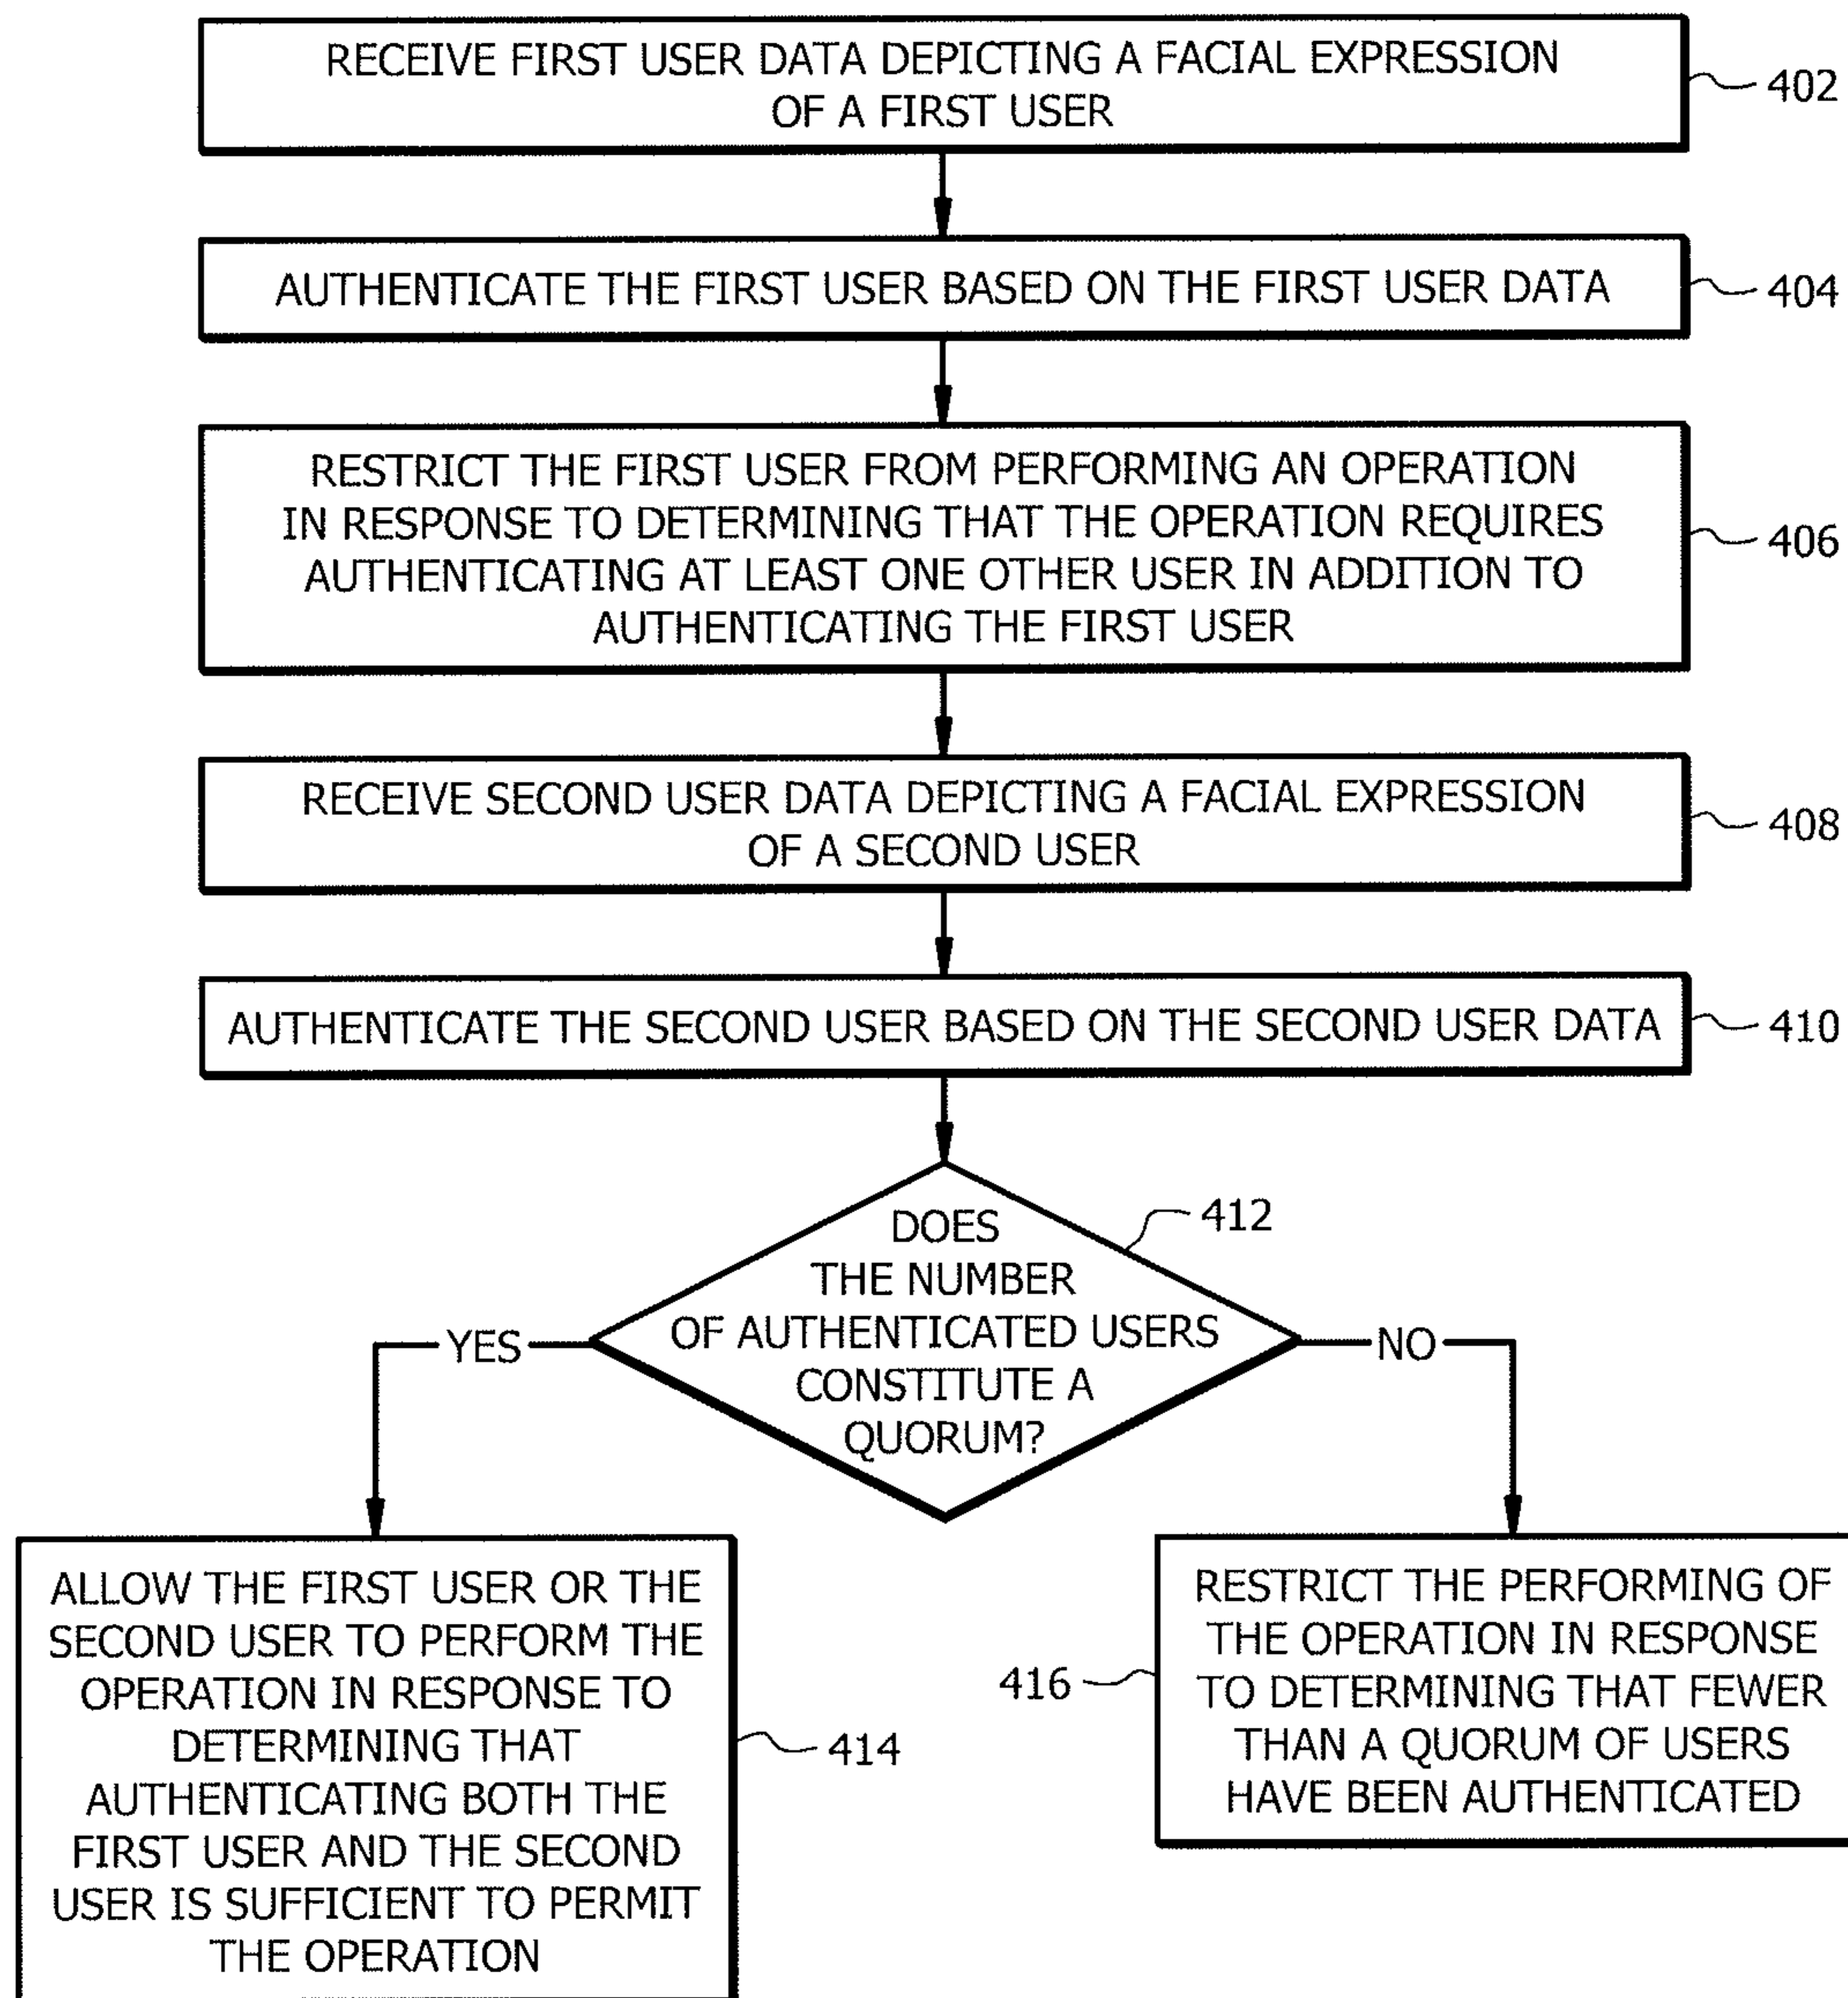 RECEIVE FIRST USER DATA DEPICTING A FACIAL EXPRESSION
OF A FIRST USER
402
AUTHENTICATE THE FIRST USER BASED ON THE FIRST USER DATA
404
RESTRICT THE FIRST USER FROM PERFORMING AN OPERATION
IN RESPONSE TO DETERMINING THAT THE OPERATION REQUIRES
AUTHENTICATING AT LEAST ONE OTHER USER IN ADDITION TO
AUTHENTICATING THE FIRST USER
406
RECEIVE SECOND USER DATA DEPICTING A FACIAL EXPRESSION
OF A SECOND USER
408
AUTHENTICATE THE SECOND USER BASED ON THE SECOND USER DATA
410
DOES
THE NUMBER
OF AUTHENTICATED USERS
CONSTITUTE A
QUORUM?
412
YES
NO
ALLOW THE FIRST USER OR THE
SECOND USER TO PERFORM THE
OPERATION IN RESPONSE TO
DETERMINING THAT
AUTHENTICATING BOTH THE
FIRST USER AND THE SECOND
USER IS SUFFICIENT TO PERMIT
THE OPERATION
414
RESTRICT THE PERFORMING OF
THE OPERATION IN RESPONSE
TO DETERMINING THAT FEWER
THAN A QUORUM OF USERS
HAVE BEEN AUTHENTICATED
416